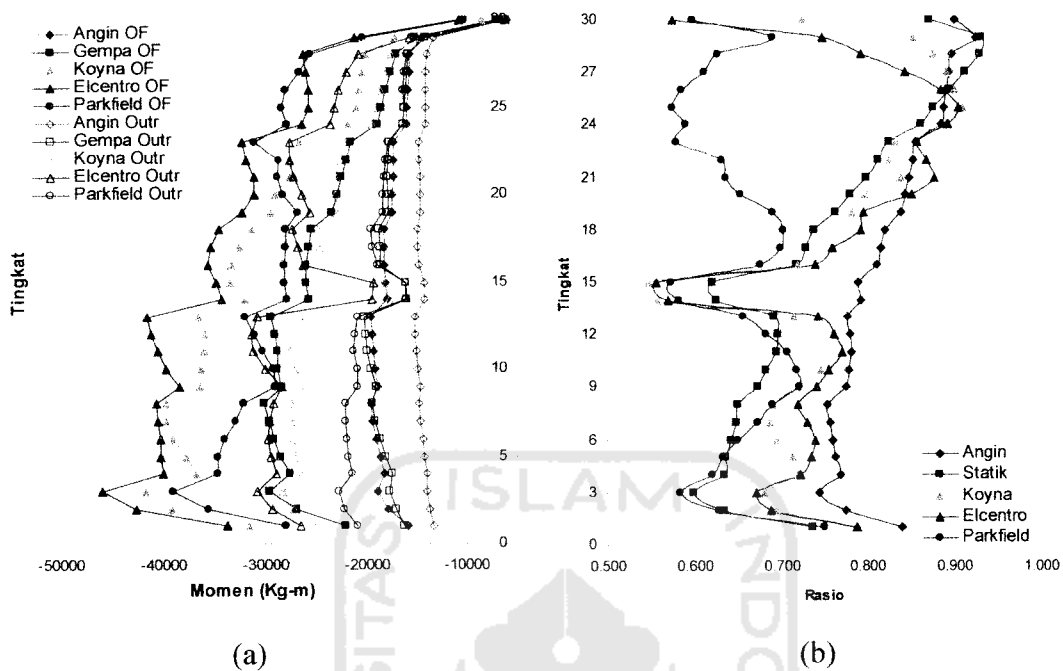 Angin OF
Gempa OF
Koyna OF
Elcentro OF
Parkfield OF
Angin Outr
Gempa Outr
Koyna Outr
Elcentro Outr
Parkfield Outr
Tingkat
25
20
15
10
5
0
-50000 -40000 -30000 -20000 -10000
Momen (Kg-m)
(a)
Tingkat
30
27
24
21
18
15
12
9
6
3
0
0.500 0.600 0.700 0.800 0.900 1.000
Rasio
Angin
Statik
Koyna
Elcentro
Parkfield
(b)
ISLAM
SITAS
INDO